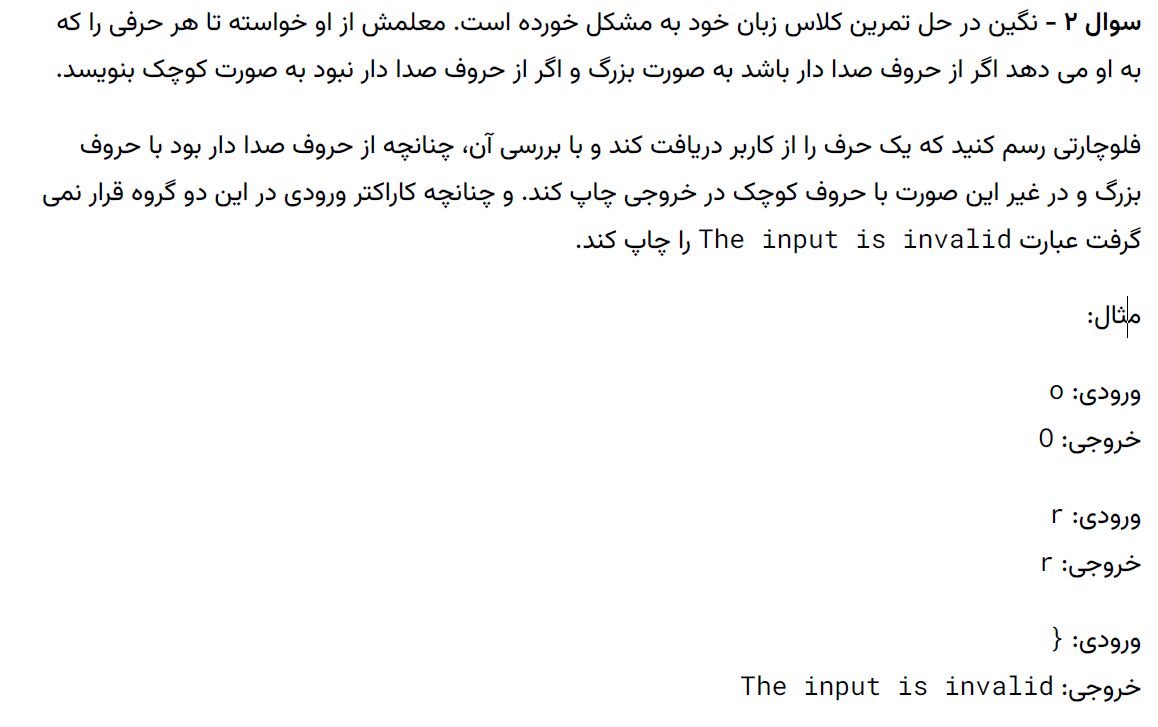 سوال ۲ - نگین در حل تمرین کلاس زبان خود به مشکل خورده است. معلمش از او خواسته تا هر حرفی را که
به او می دهد اگر از حروف صدا دار باشد به صورت بزرگ و اگر از حروف صدا دار نبود به صورت کوچک بنویسد.
فلوچارتی رسم کنید که یک حرف را از کاربر دریافت کند و با بررسی آن، چنانچه از حروف صدا دار بود با حروف
بزرگ و در غیر این صورت با حروف کوچک در خروجی چاپ کند. و چنانچه کاراکتر ورودی در این دو گروه قرار نمی
گرفت عبارت The input is invalid را چاپ کند.
مثال:
ورودی: o
خروجی: O
ورودی: r
خروجی: r
ورودی: }
خروجی: The input is invalid